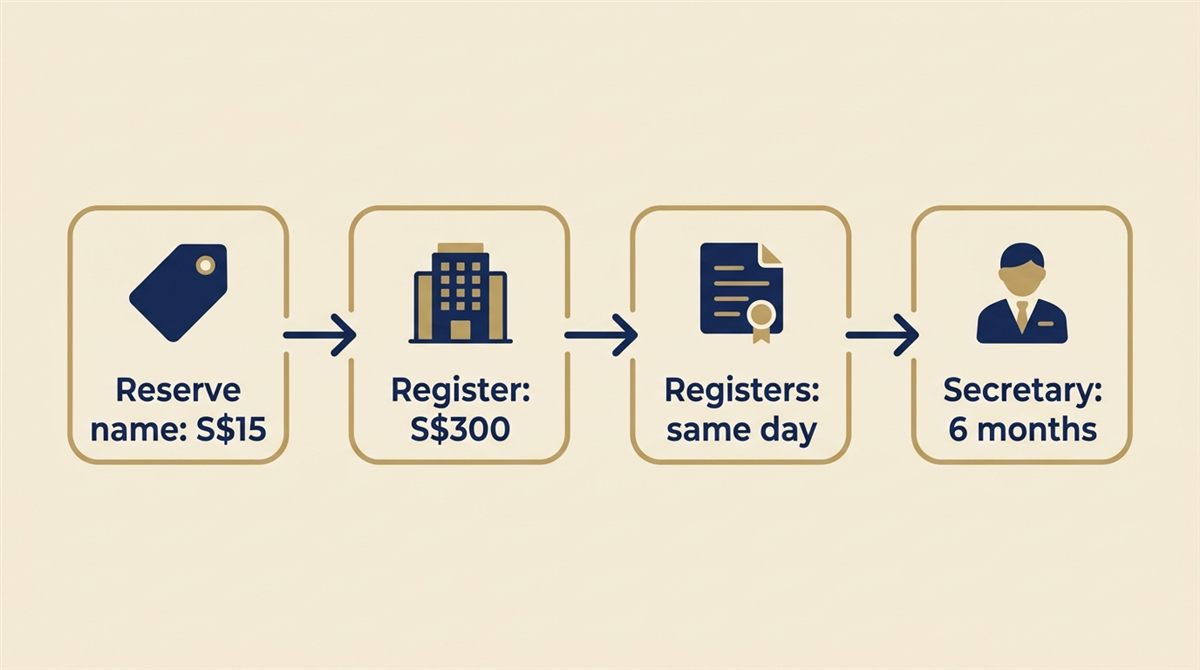 Reserve
name: S$15
Register:
S$300
Registers:
same day
Secretary:
6 months